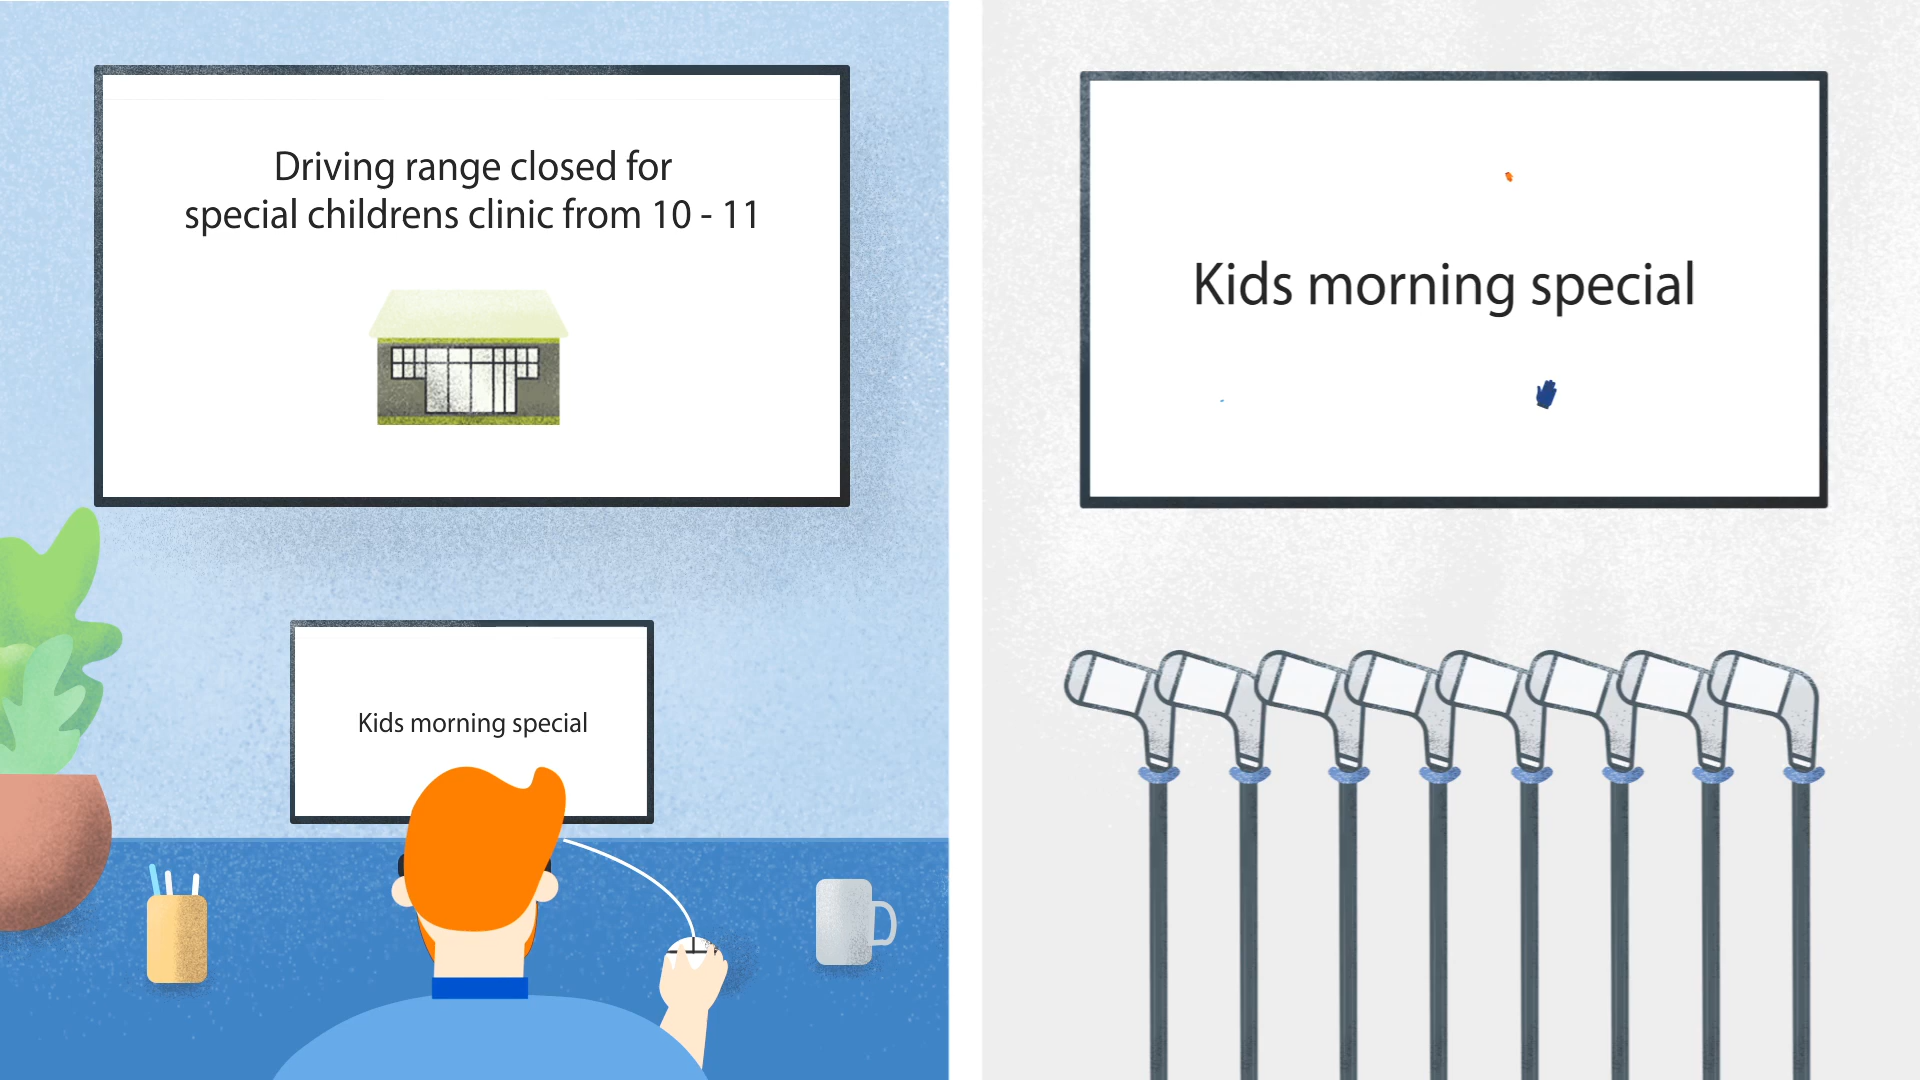 Driving range closed for
special childrens clinic from 10 - 11
Kids morning special
Kids morning special